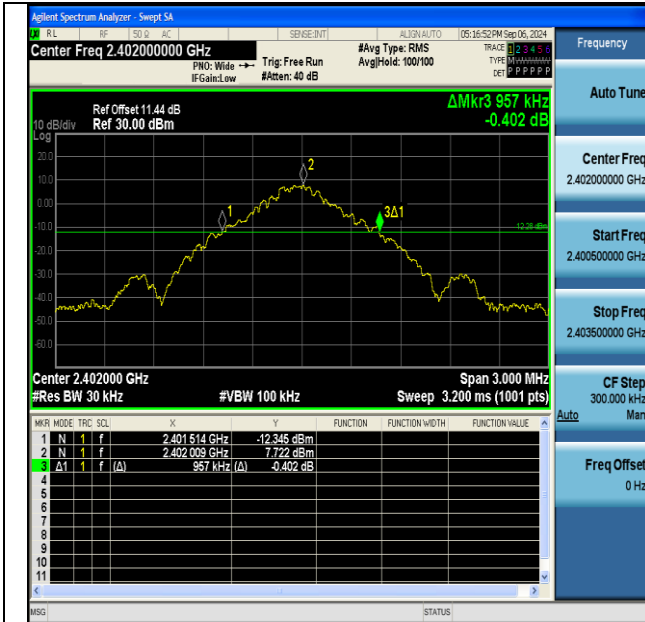 Agilent Spectrum Analyzer - Swept SA
RL RF 50 Ω AC SENSE:INT ALIGN AUTO 05:16:52 PM Sep 06, 2024
Center Freq 2.402000000 GHz
PNO: Wide
IFGain:Low
Trig: Free Run
#Atten: 40 dB
#Avg Type: RMS
Avg|Hold: 100/100
TRACE 1 2 3 4 5 6
TYPE
DET P P P P P P
Ref Offset 11.44 dB
Ref 30.00 dBm
10 dB/div
Log
ΔMkr3 957 kHz
-0.402 dB
20.0
10.0
0.00
-10.0
-20.0
-30.0
-40.0
-50.0
-60.0
1
2
3Δ1
-12.28 dBm
Center 2.402000 GHz Span 3.000 MHz
#Res BW 30 kHz #VBW 100 kHz Sweep 3.200 ms (1001 pts)
MKR MODE TRC SCL X Y FUNCTION FUNCTION WIDTH FUNCTION VALUE
1 N 1 f 2.401 514 GHz -12.345 dBm
2 N 1 f 2.402 009 GHz 7.722 dBm
3 Δ1 1 f (Δ) 957 kHz (Δ) -0.402 dB
4
5
6
7
8
9
10
11
MSG STATUS
Frequency
Auto Tune
Center Freq
2.402000000 GHz
Start Freq
2.400500000 GHz
Stop Freq
2.403500000 GHz
CF Step
300.000 kHz
Auto Man
Freq Offset
0 Hz